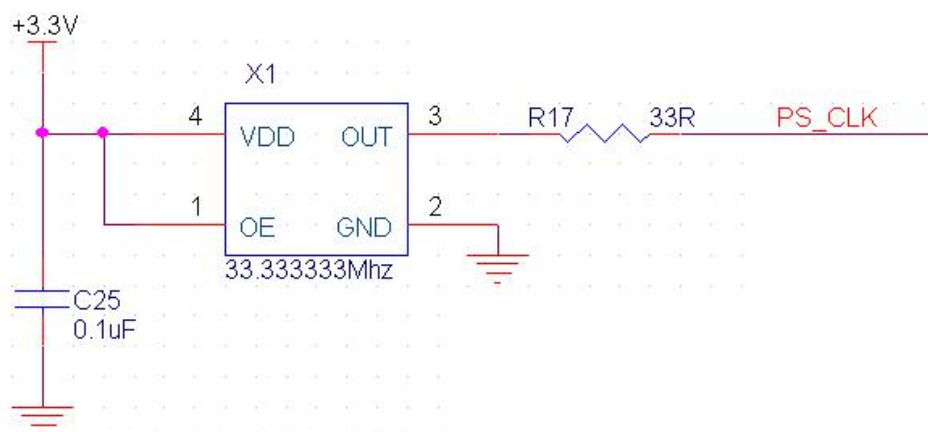 +3.3V
X1
4 VDD OUT 3 R17 33R PS_CLK
1 OE GND 2
33.333333Mhz
C25
0.1uF